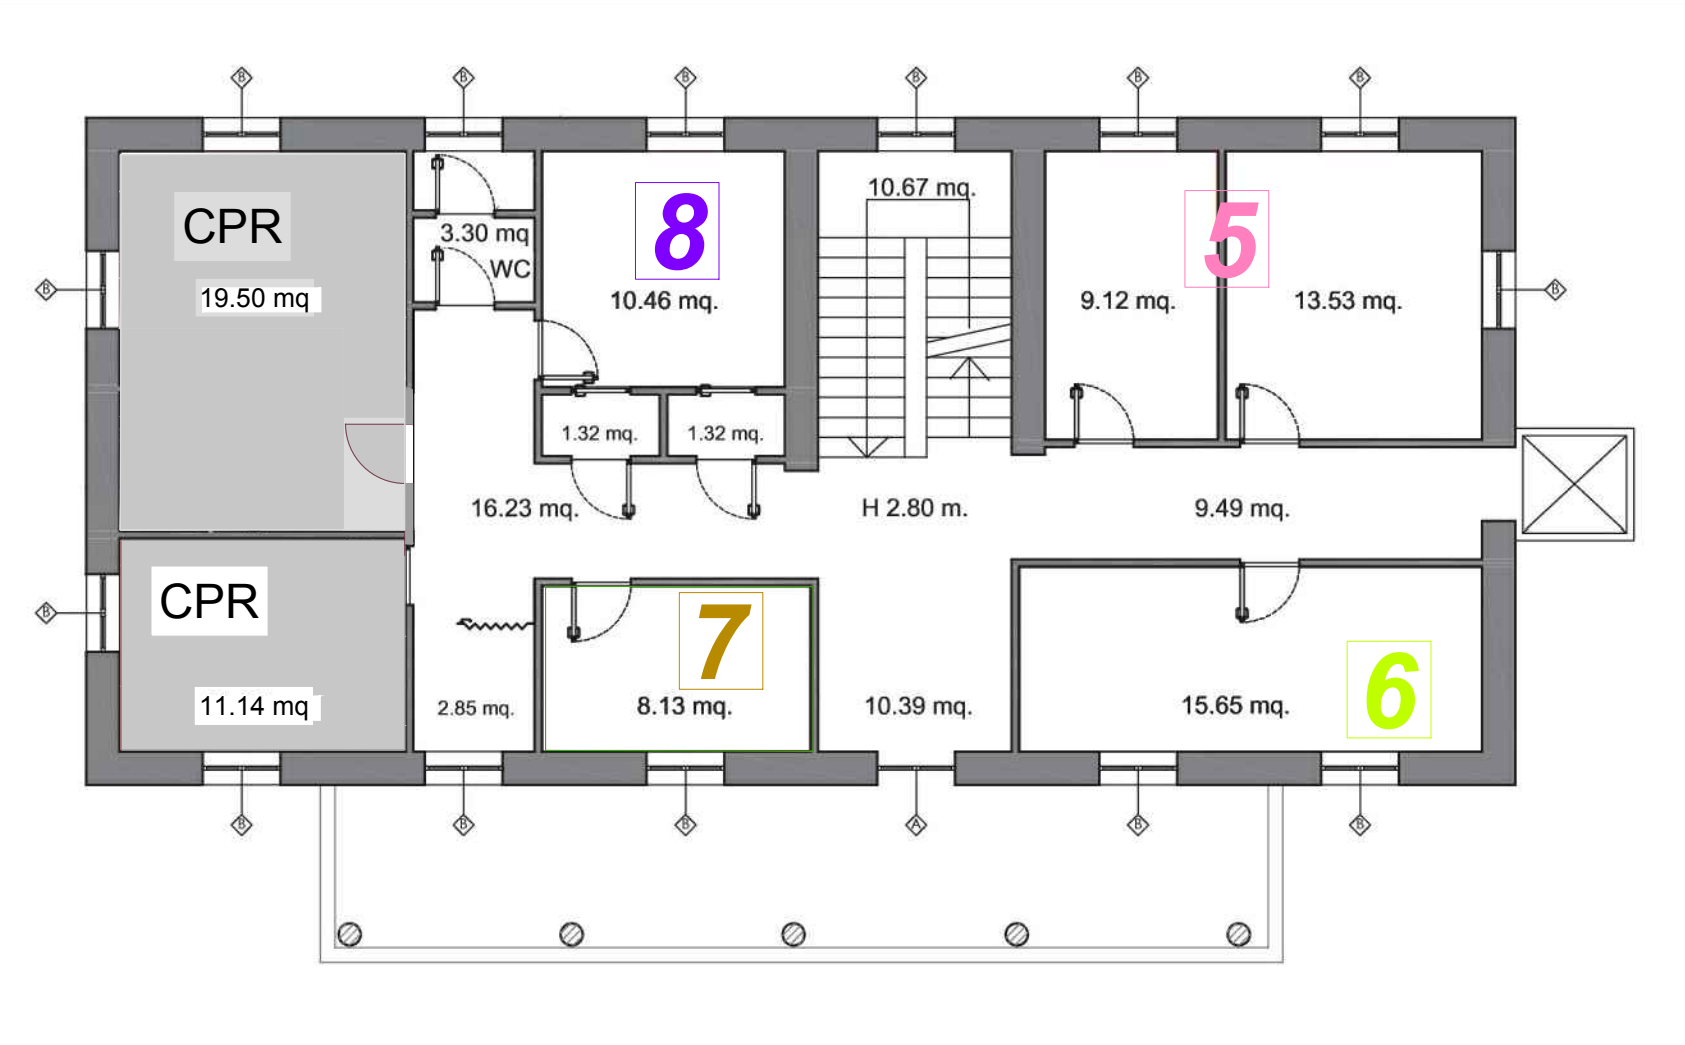 B B B B B B
10.67 mq.
CPR
8
5
3.30 mq
WC
B
19.50 mq
10.46 mq.
9.12 mq.
13.53 mq.
B
1.32 mq.
1.32 mq.
16.23 mq.
H 2.80 m.
9.49 mq.
CPR
B
7
6
11.14 mq
2.85 mq.
8.13 mq.
10.39 mq.
15.65 mq.
B B B A B B